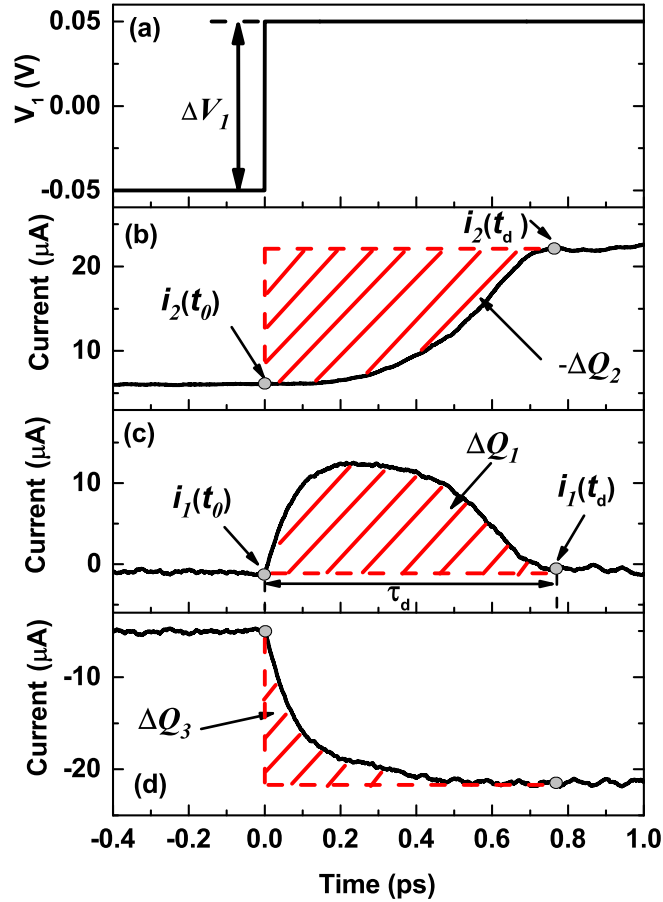 0.05
(a)
V1 (V)
0.00
ΔV1
-0.05
(b)
i2(td)
Current (μA)
20
i2(t0)
10
-ΔQ2
(c)
ΔQ1
Current (μA)
10
i1(t0)
i1(td)
0
τd
Current (μA)
-10
ΔQ3
-20
(d)
-0.4 -0.2 0.0 0.2 0.4 0.6 0.8 1.0
Time (ps)